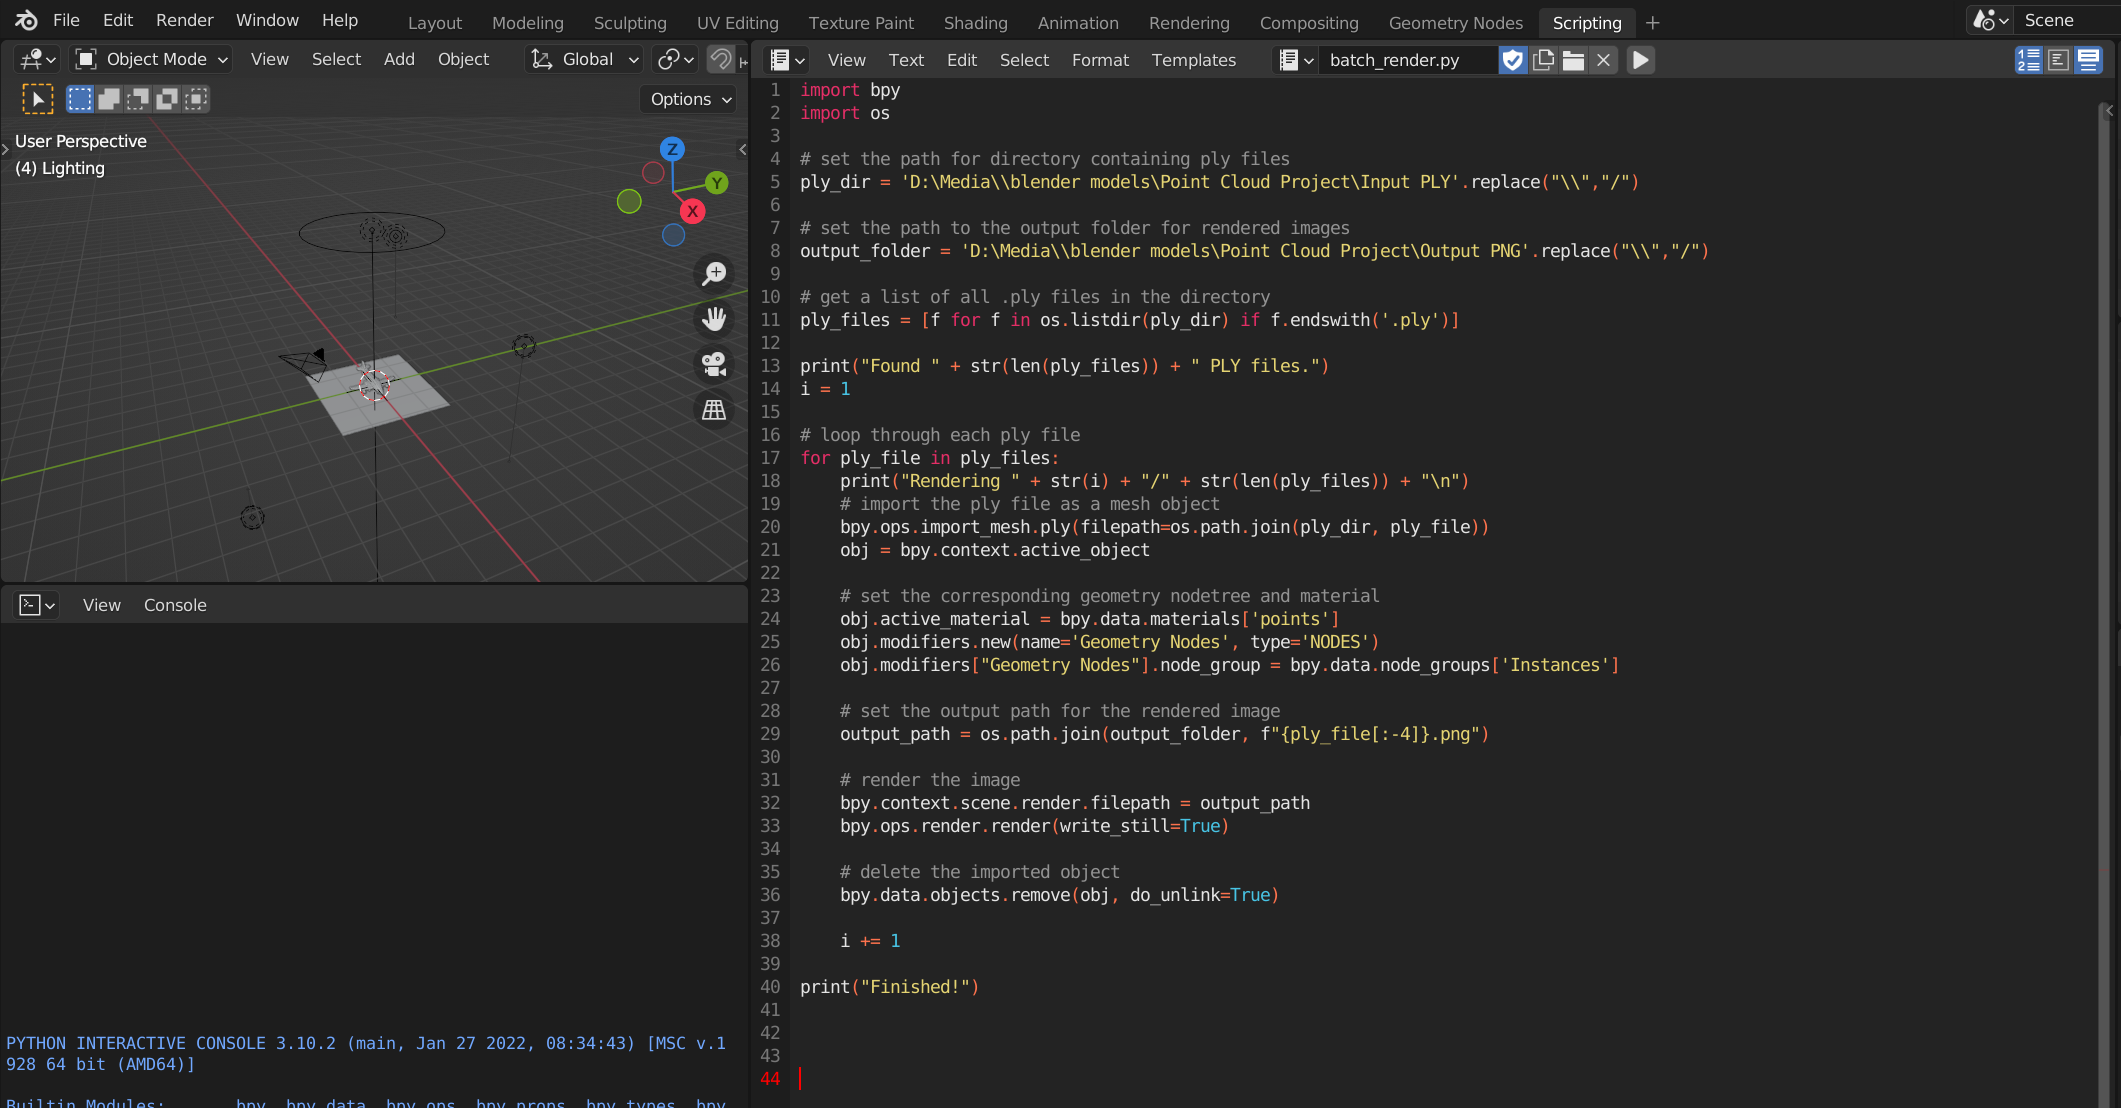 File Edit Render Window Help Layout Modeling Sculpting UV Editing Texture Paint Shading Animation Rendering Compositing Geometry Nodes Scripting + Scene
Object Mode View Select Add Object Global
Options
User Perspective
(4) Lighting
Z
Y
X
View Console
PYTHON INTERACTIVE CONSOLE 3.10.2 (main, Jan 27 2022, 08:34:43) [MSC v.1
928 64 bit (AMD64)]
Builtin Modules: bpy, bpy.data, bpy.ops, bpy.props, bpy.types, bpy
View Text Edit Select Format Templates batch_render.py
1 import bpy
2 import os
3
4 # set the path for directory containing ply files
5 ply_dir = 'D:\Media\\blender models\Point Cloud Project\Input PLY'.replace("\\","/")
6
7 # set the path to the output folder for rendered images
8 output_folder = 'D:\Media\\blender models\Point Cloud Project\Output PNG'.replace("\\","/")
9
10 # get a list of all .ply files in the directory
11 ply_files = [f for f in os.listdir(ply_dir) if f.endswith('.ply')]
12
13 print("Found " + str(len(ply_files)) + " PLY files.")
14 i = 1
15
16 # loop through each ply file
17 for ply_file in ply_files:
18     print("Rendering " + str(i) + "/" + str(len(ply_files)) + "\n")
19     # import the ply file as a mesh object
20     bpy.ops.import_mesh.ply(filepath=os.path.join(ply_dir, ply_file))
21     obj = bpy.context.active_object
22
23     # set the corresponding geometry nodetree and material
24     obj.active_material = bpy.data.materials['points']
25     obj.modifiers.new(name='Geometry Nodes', type='NODES')
26     obj.modifiers["Geometry Nodes"].node_group = bpy.data.node_groups['Instances']
27
28     # set the output path for the rendered image
29     output_path = os.path.join(output_folder, f"{ply_file[:-4]}.png")
30
31     # render the image
32     bpy.context.scene.render.filepath = output_path
33     bpy.ops.render.render(write_still=True)
34
35     # delete the imported object
36     bpy.data.objects.remove(obj, do_unlink=True)
37
38     i += 1
39
40 print("Finished!")
41
42
43
44